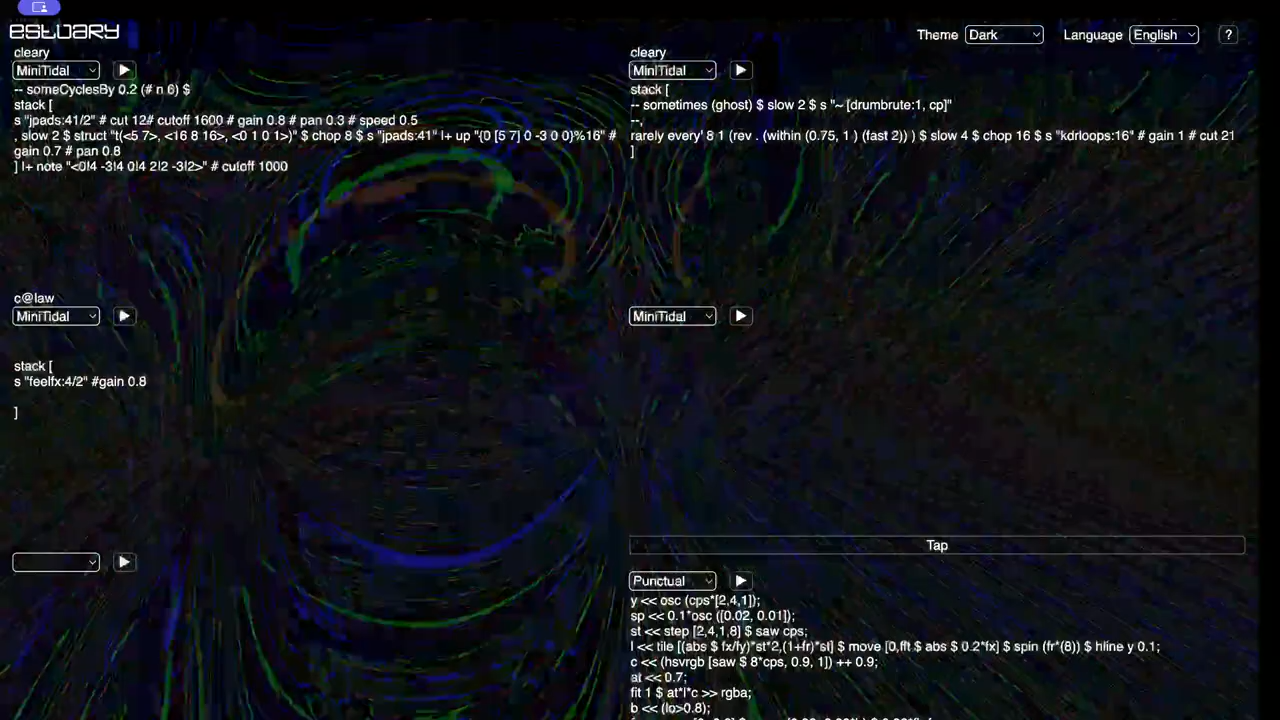 ESTUARY
Theme Dark Language English ?
cleary
MiniTidal
-- someCyclesBy 0.2 (# n 6) $
stack [
s "jpads:41/2" # cut 12# cutoff 1600 # gain 0.8 # pan 0.3 # speed 0.5
, slow 2 $ struct "t(<5 7>, <16 8 16>, <0 1 0 1>)" $ chop 8 $ s "jpads:41" |+ up "{0 [5 7] 0 -3 0 0}%16" #
gain 0.7 # pan 0.8
] |+ note "<0!4 -3!4 0!4 2!2 -3!2>" # cutoff 1000
cleary
MiniTidal
stack [
-- sometimes (ghost) $ slow 2 $ s "~ [drumbrute:1, cp]"
--,
rarely every' 8 1 (rev . (within (0.75, 1 ) (fast 2)) ) $ slow 4 $ chop 16 $ s "kdrloops:16" # gain 1 # cut 21
]
c@law
MiniTidal
stack [
s "feelfx:4/2" #gain 0.8
]
MiniTidal
Tap
Punctual
y << osc (cps*[2,4,1]);
sp << 0.1*osc ([0.02, 0.01]);
st << step [2,4,1,8] $ saw cps;
l << tile [(abs $ fx/fy)*st*2,(1+fr)*st] $ move [0,fft $ abs $ 0.2*fx] $ spin (fr*(8)) $ hline y 0.1;
c << (hsvrgb [saw $ 8*cps, 0.9, 1]) ++ 0.9;
at << 0.7;
fit 1 $ at*l*c >> rgba;
b << (lo>0.8);